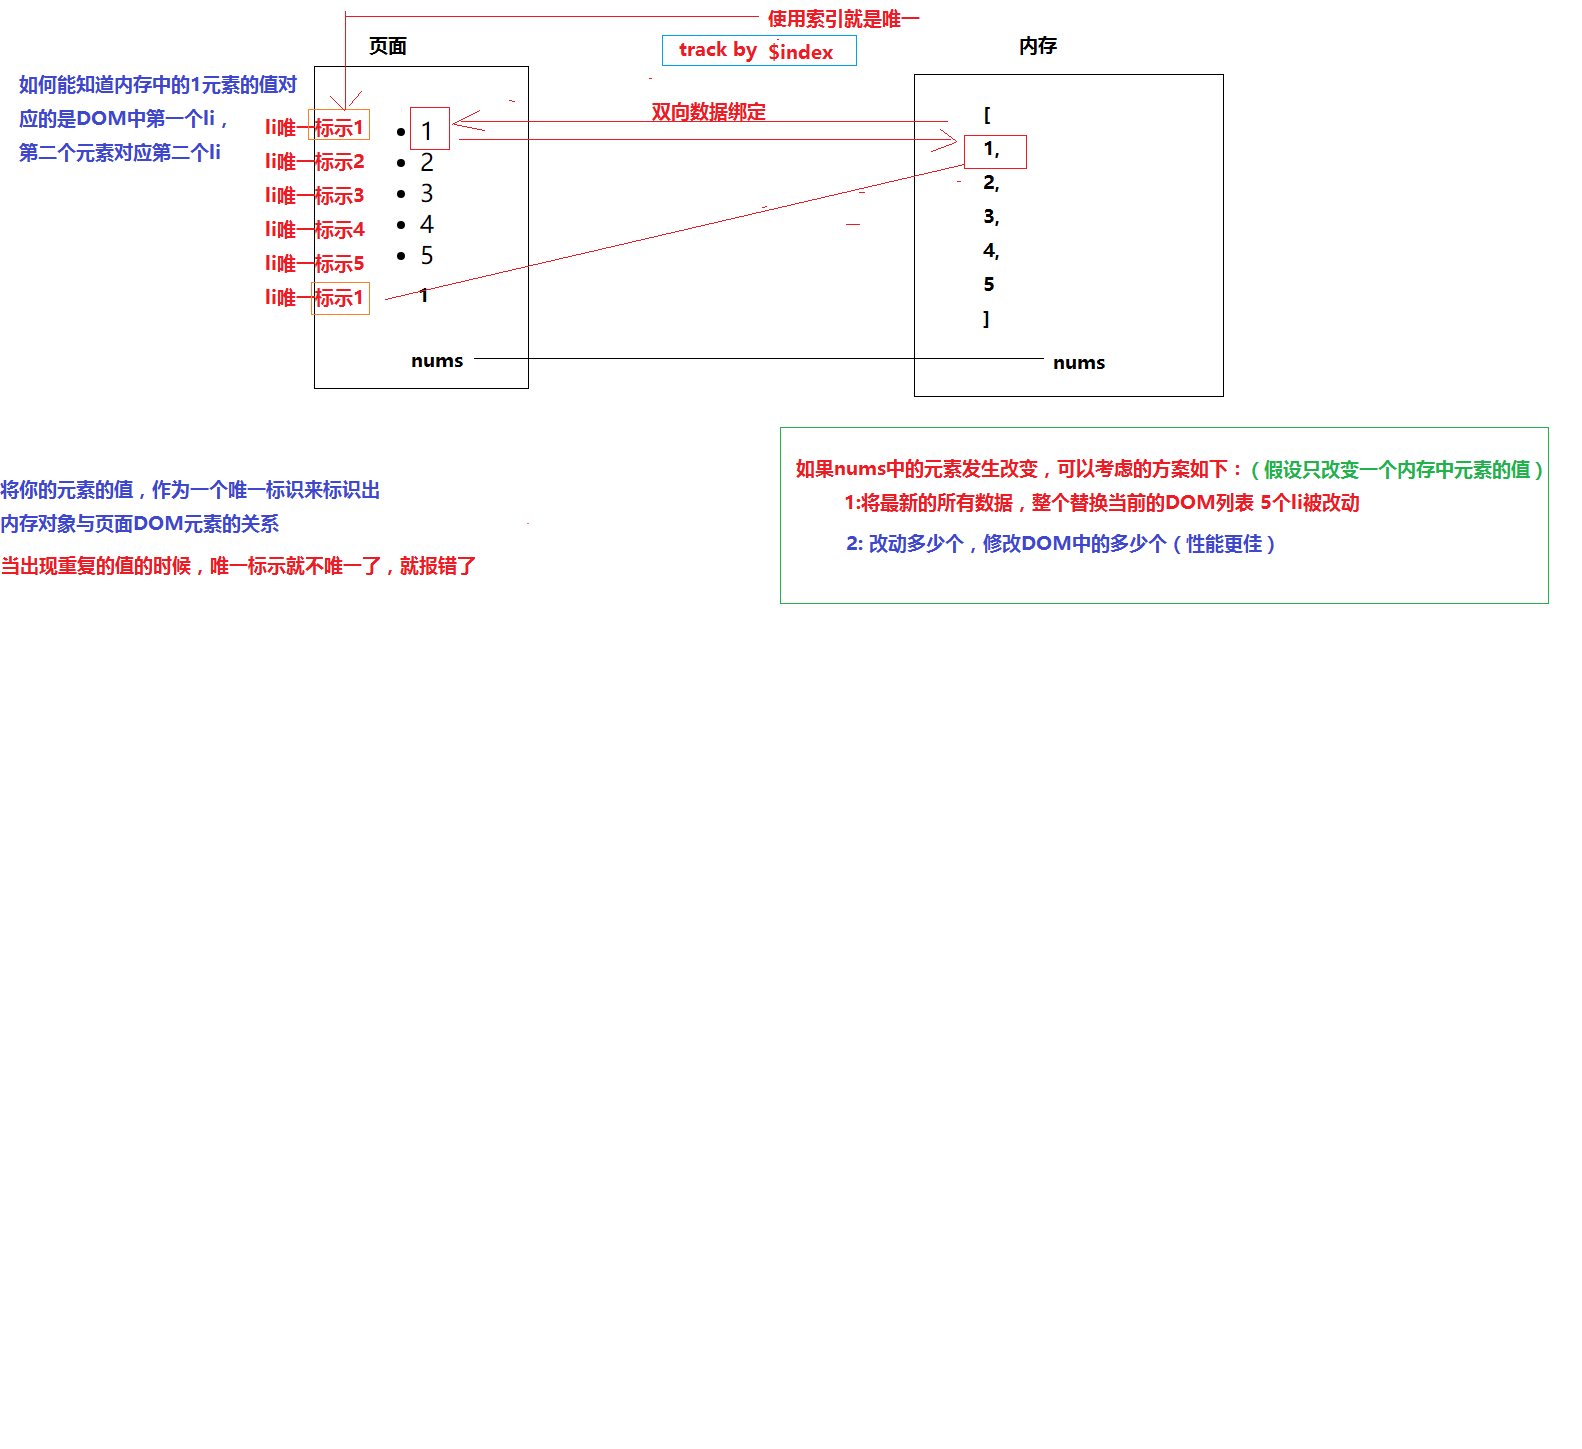 使用索引就是唯一
track by $index
页面
内存
如何能知道内存中的1元素的值对
应的是DOM中第一个li，
第二个元素对应第二个li
双向数据绑定
li唯一标示1
li唯一标示2
li唯一标示3
li唯一标示4
li唯一标示5
li唯一标示1
1
2
3
4
5
1
nums
[
1,
2,
3,
4,
5
]
nums
将你的元素的值，作为一个唯一标识来标识出
内存对象与页面DOM元素的关系
当出现重复的值的时候，唯一标示就不唯一了，就报错了
如果nums中的元素发生改变，可以考虑的方案如下：（假设只改变一个内存中元素的值）
1:将最新的所有数据，整个替换当前的DOM列表 5个li被改动
2: 改动多少个，修改DOM中的多少个（性能更佳）